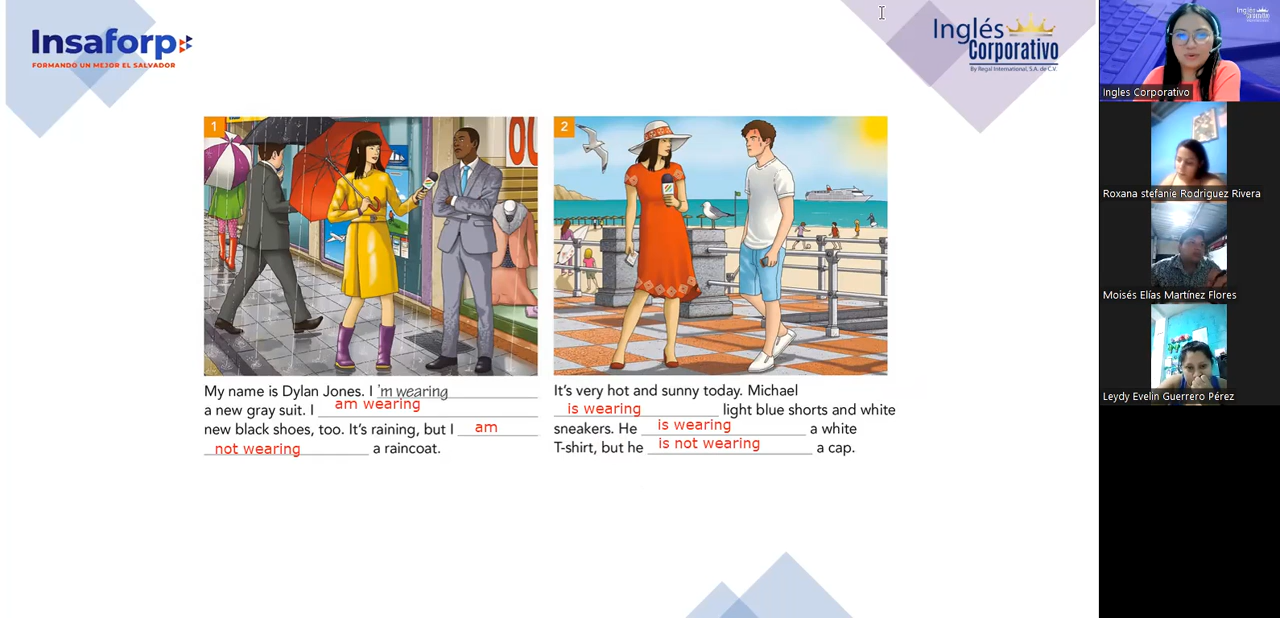 Insaforp
FORMANDO UN MEJOR EL SALVADOR
Inglés
Corporativo
By Regal International, S.A. de C.V.
1
2
My name is Dylan Jones. I 'm wearing
a new gray suit. I am wearing
new black shoes, too. It's raining, but I am
not wearing a raincoat.
It's very hot and sunny today. Michael
is wearing light blue shorts and white
sneakers. He is wearing a white
T-shirt, but he is not wearing a cap.
Ingles Corporativo
Roxana stefanie Rodriguez Rivera
Moisés Elías Martínez Flores
Leydy Evelin Guerrero Pérez